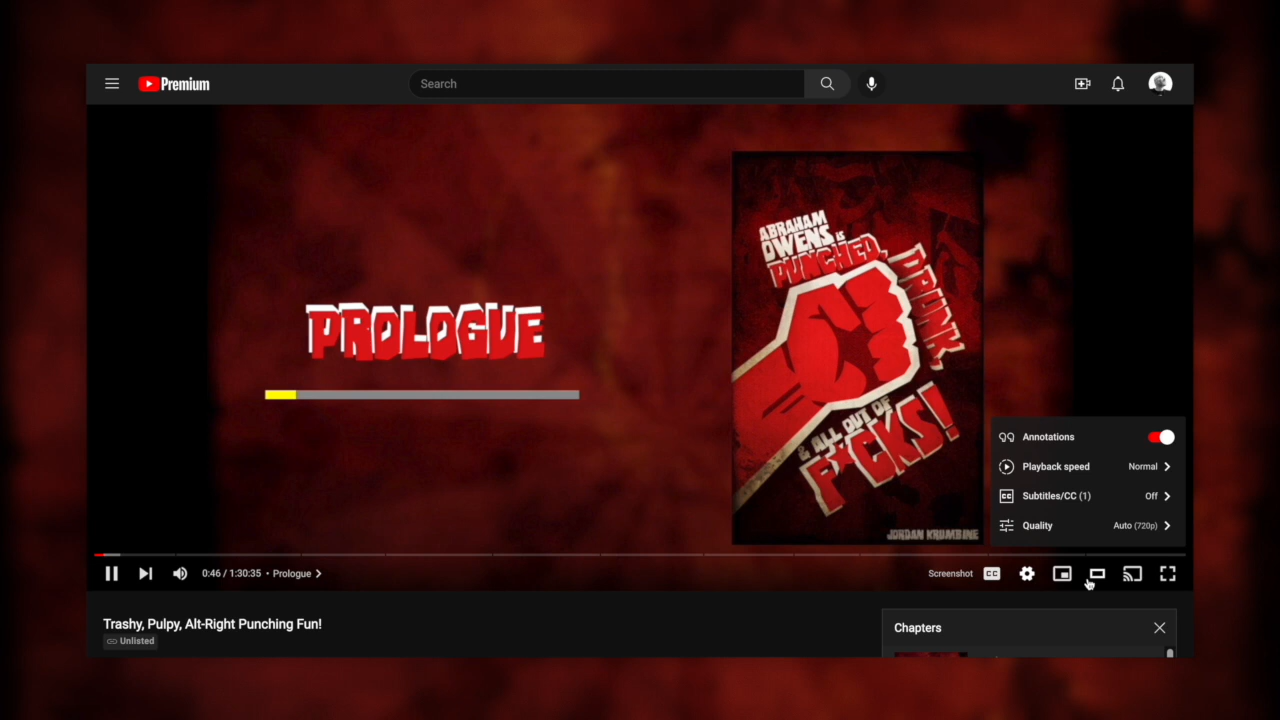 Premium
Search
ABRAHAM
OWENS IS
PUNCHED,
DRUNK,
& ALL OUT OF
F*CKS!
JORDAN KRUMBINE
PROLOGUE
Annotations
Playback speed Normal
Subtitles/CC (1) Off
Quality Auto (720p)
0:46 / 1:30:35 • Prologue
Screenshot CC
Trashy, Pulpy, Alt-Right Punching Fun!
Unlisted
Chapters